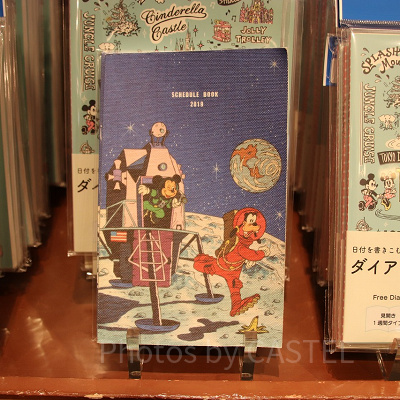 Cinderella
Castle
JUNGLE CRUISE
JOLLY
TROLLEY
SCHEDULE BOOK
2018
日付を
ダイ
SPLASH
Mou
JUNGLE CRUISE
TOKYO
日付を書きこむ
ダイア
Free Dia
見開き
1週間タイプ
Photos by CASTEL